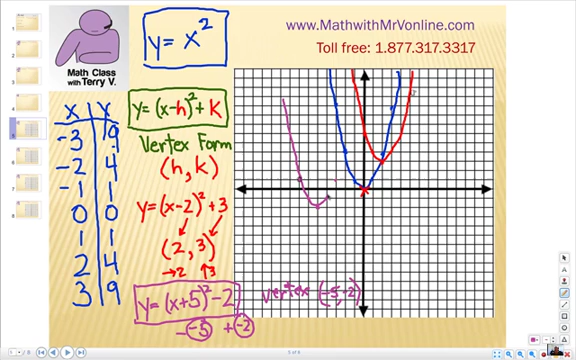 www.MathwithMrVonline.com
Toll free: 1.877.317.3317
Math Class
with Terry V.
y = x²
X Y
-3 9
-2 4
-1 1
0 0
1 1
2 4
3 9
y = (x-h)² + k
Vertex Form
(h, k)
y = (x-2)² + 3
(2, 3)
→2 ↑3
y = (x+5)² - 2
- -5 + -2
vertex (-5, -2)
5 of 8